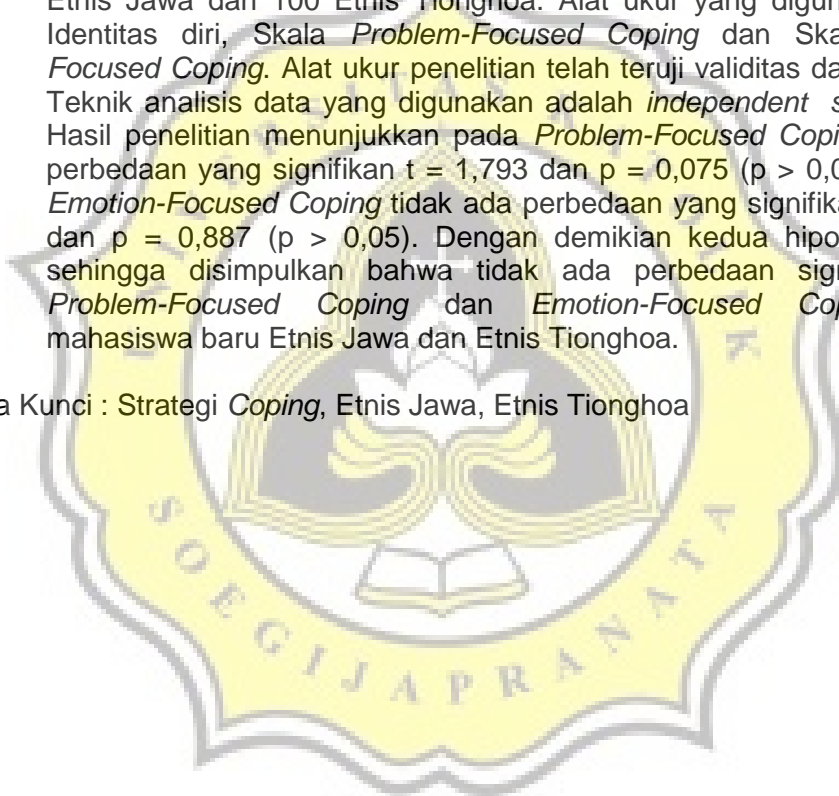 Etnis Jawa dan 100 Etnis Tionghoa. Alat ukur yang digun
Identitas diri, Skala Problem-Focused Coping dan Ska
Focused Coping. Alat ukur penelitian telah teruji validitas da
Teknik analisis data yang digunakan adalah independent s
Hasil penelitian menunjukkan pada Problem-Focused Copi
perbedaan yang signifikan t = 1,793 dan p = 0,075 (p > 0,0
Emotion-Focused Coping tidak ada perbedaan yang signifika
dan p = 0,887 (p > 0,05). Dengan demikian kedua hipo
sehingga disimpulkan bahwa tidak ada perbedaan sig
Problem-Focused Coping dan Emotion-Focused Cop
mahasiswa baru Etnis Jawa dan Etnis Tionghoa.
a Kunci : Strategi Coping, Etnis Jawa, Etnis Tionghoa
UNIVERSITAS KATOLIK
SOEGIJAPRANATA